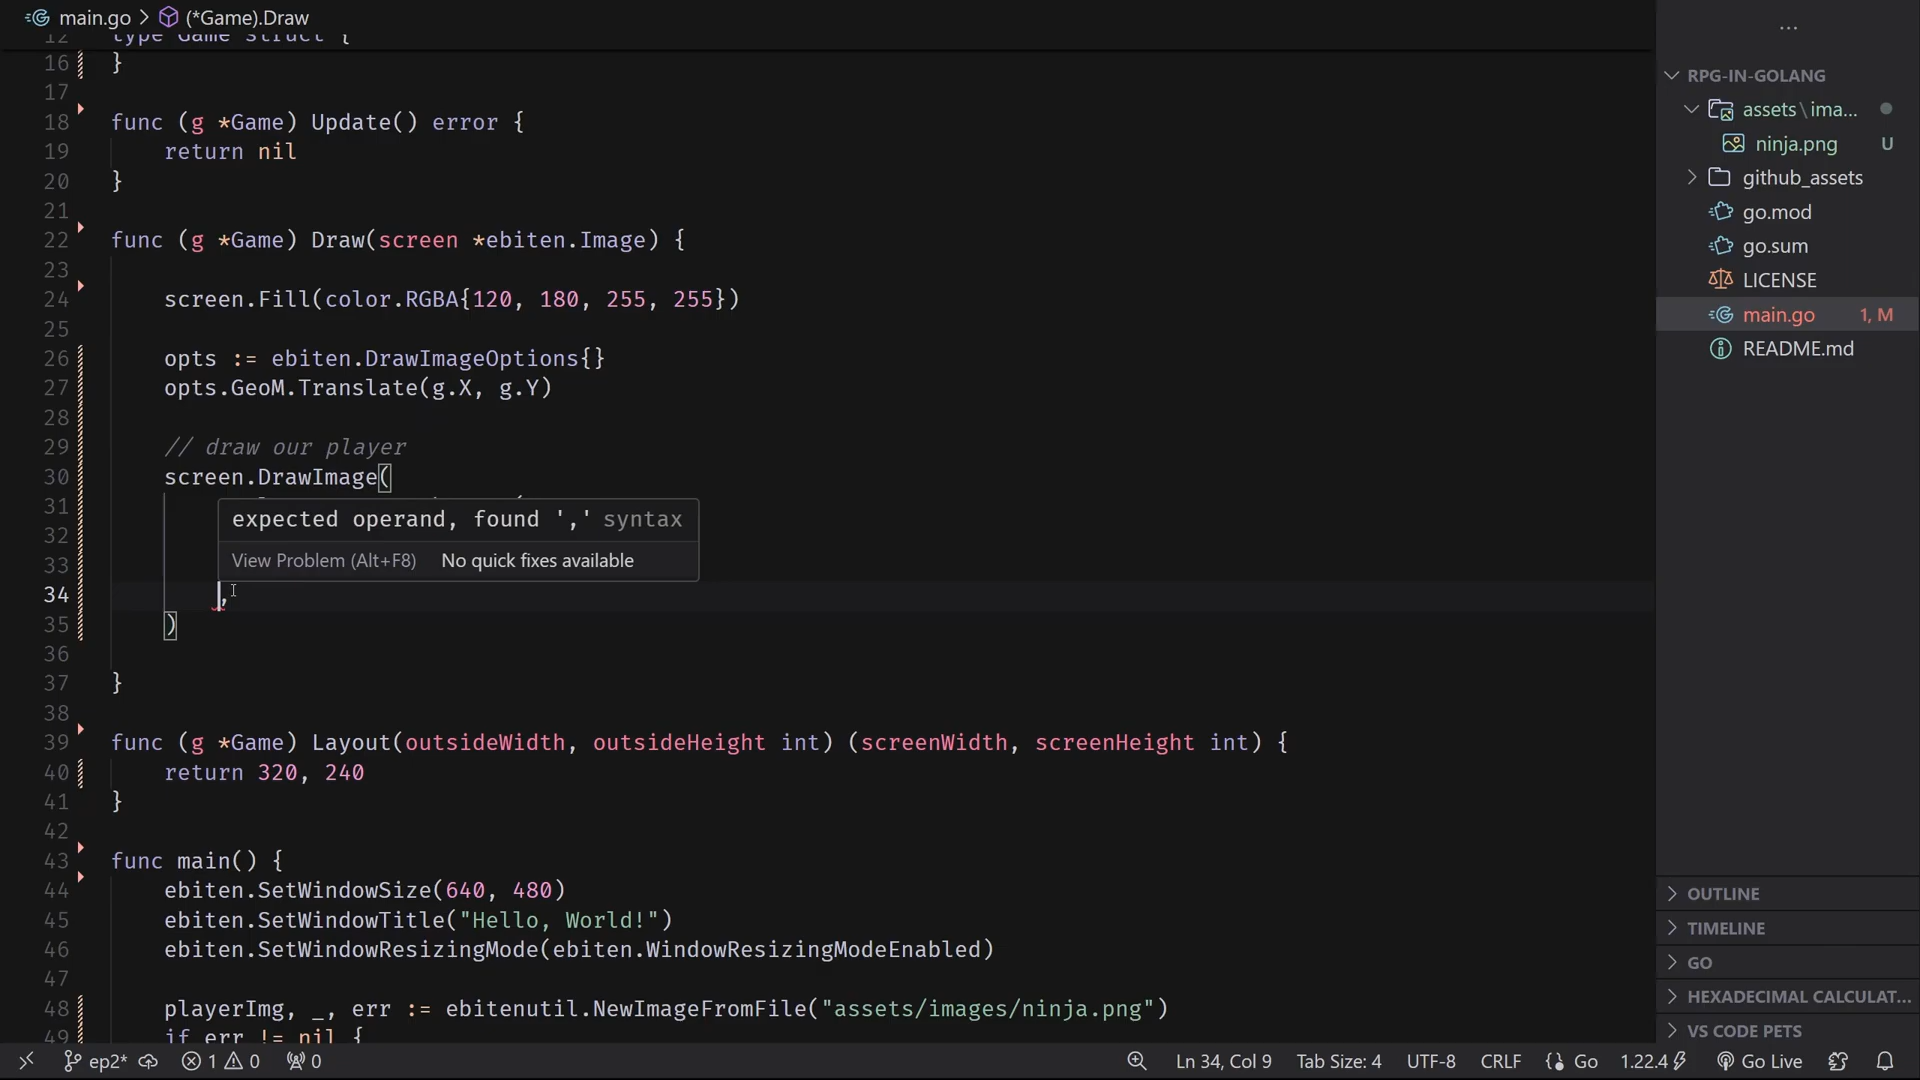 main.go > (*Game).Draw
12 type Game struct {
16 }
17
18 func (g *Game) Update() error {
19 return nil
20 }
21
22 func (g *Game) Draw(screen *ebiten.Image) {
23
24 screen.Fill(color.RGBA{120, 180, 255, 255})
25
26 opts := ebiten.DrawImageOptions{}
27 opts.GeoM.Translate(g.X, g.Y)
28
29 // draw our player
30 screen.DrawImage(
31
32
33
expected operand, found ',' syntax
View Problem (Alt+F8) No quick fixes available
34 ,
35 )
36
37 }
38
39 func (g *Game) Layout(outsideWidth, outsideHeight int) (screenWidth, screenHeight int) {
40 return 320, 240
41 }
42
43 func main() {
44 ebiten.SetWindowSize(640, 480)
45 ebiten.SetWindowTitle("Hello, World!")
46 ebiten.SetWindowResizingMode(ebiten.WindowResizingModeEnabled)
47
48 playerImg, _, err := ebitenutil.NewImageFromFile("assets/images/ninja.png")
49 if err != nil {
...
RPG-IN-GOLANG
assets\ima...
ninja.png U
github_assets
go.mod
go.sum
LICENSE
main.go 1, M
README.md
OUTLINE
TIMELINE
GO
HEXADECIMAL CALCULAT...
VS CODE PETS
ep2* 1 0 0 Ln 34, Col 9 Tab Size: 4 UTF-8 CRLF Go 1.22.4 Go Live